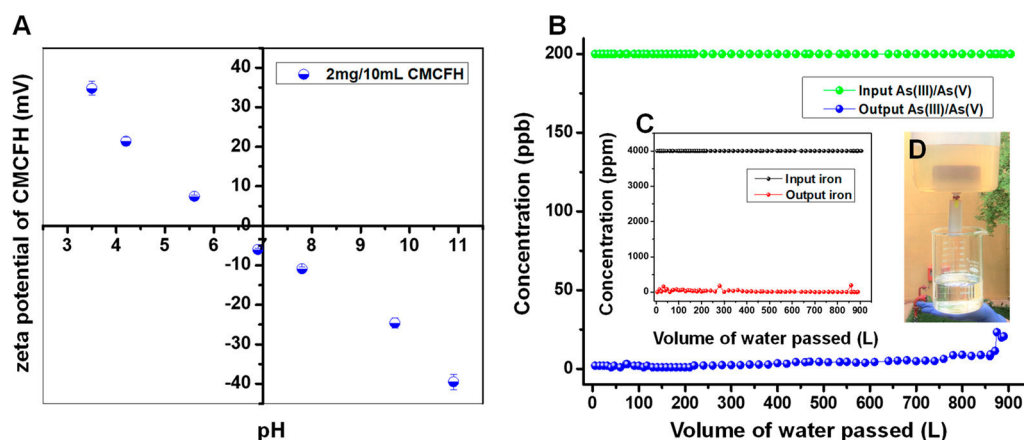 A
zeta potential of CMCFH (mV)
40
30
20
10
0
-10
-20
-30
-40
3 4 5 6 7 8 9 10 11
pH
2mg/10mL CMCFH
B
Concentration (ppb)
200
150
100
50
0
0 100 200 300 400 500 600 700 800 900
Volume of water passed (L)
Input As(III)/As(V)
Output As(III)/As(V)
C
Concentration (ppm)
4000
3000
2000
1000
0
0 100 200 300 400 500 600 700 800 900
Volume of water passed (L)
Input iron
Output iron
D